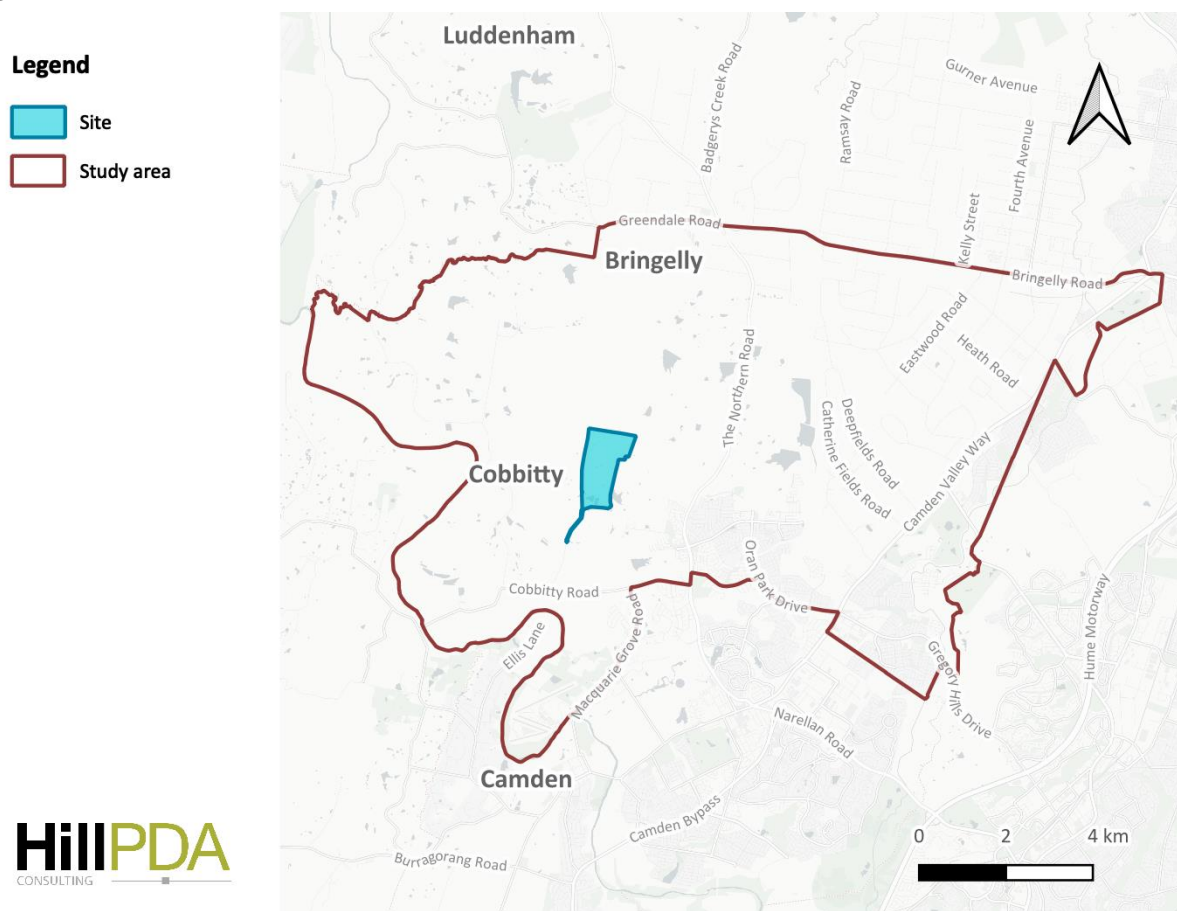 Legend
Site
Study area
Luddenham
Gurner Avenue
Badgerys Creek Road
Ramsay Road
Fourth Avenue
Kelly Street
Greendale Road
Bringelly
Bringelly Road
Eastwood Road
Heath Road
The Northern Road
Deepfields Road
Catherine Fields Road
Camden Valley Way
Cobbitty
Oran Park Drive
Cobbitty Road
Hume Motorway
Ellis Lane
Macquarie Grove Road
Gregory Hills Drive
Narellan Road
Camden
Camden Bypass
Burragorang Road
0 2 4 km
HillPDA
CONSULTING